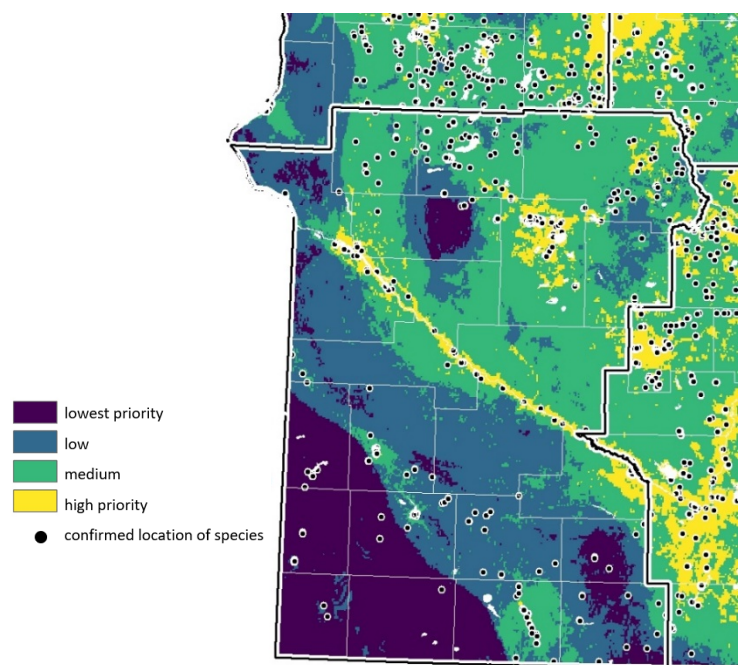 lowest priority
low
medium
high priority
confirmed location of species